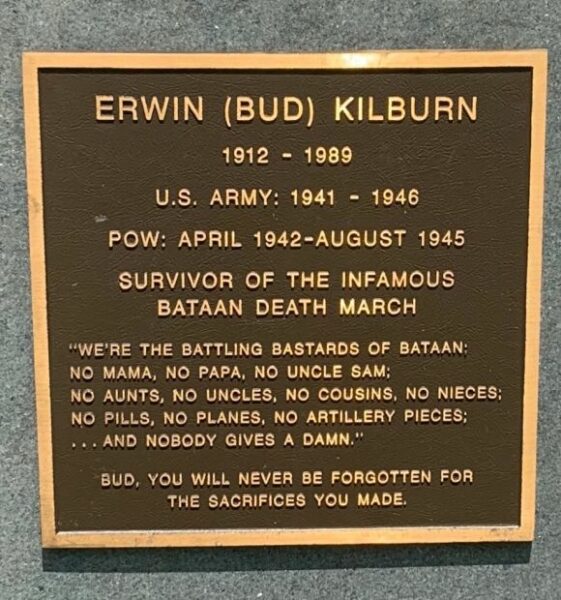 ERWIN (BUD) KILBURN
1912 - 1989
U.S. ARMY: 1941 - 1946
POW: APRIL 1942-AUGUST 1945
SURVIVOR OF THE INFAMOUS
BATAAN DEATH MARCH
"WE'RE THE BATTLING BASTARDS OF BATAAN;
NO MAMA, NO PAPA, NO UNCLE SAM;
NO AUNTS, NO UNCLES, NO COUSINS, NO NIECES;
NO PILLS, NO PLANES, NO ARTILLERY PIECES;
. . . AND NOBODY GIVES A DAMN."
BUD, YOU WILL NEVER BE FORGOTTEN FOR
THE SACRIFICES YOU MADE.